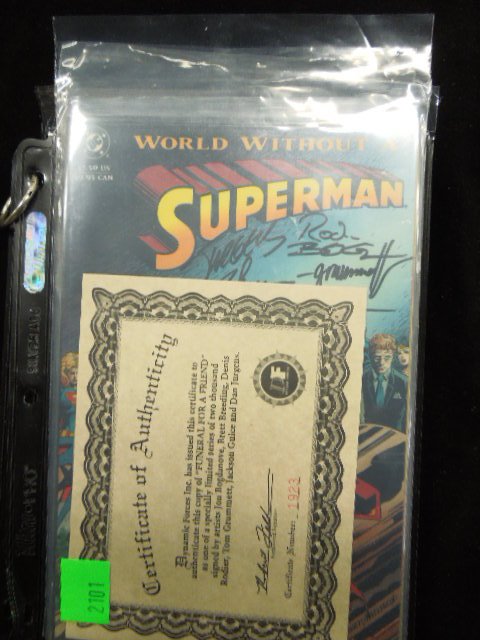 WORLD WITHOUT A
SUPERMAN
Certificate of Authenticity
Dynamic Forces Inc. has issued this certificate to
authenticate this copy of "FUNERAL FOR A FRIEND"
as one of a specially limited series of two thousand
signed by artists Jon Bogdanove, Brett Breeding, Denis
Rodier, Tom Grummett, Jackson Guice and Dan Jurgens.
Certificate Number: 1923
2101